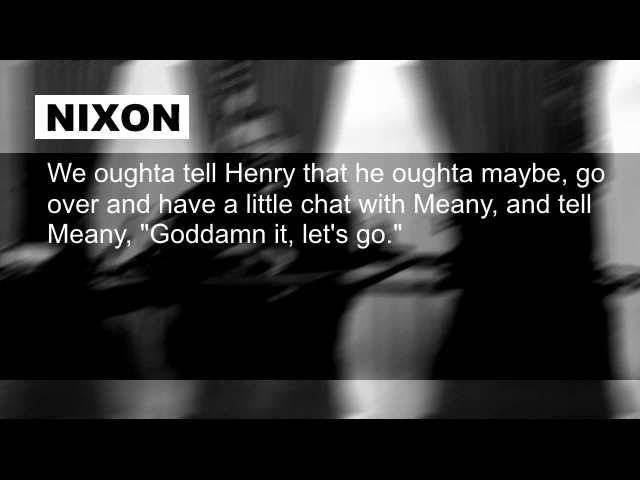 NIXON
We oughta tell Henry that he oughta maybe, go
over and have a little chat with Meany, and tell
Meany, "Goddamn it, let's go."